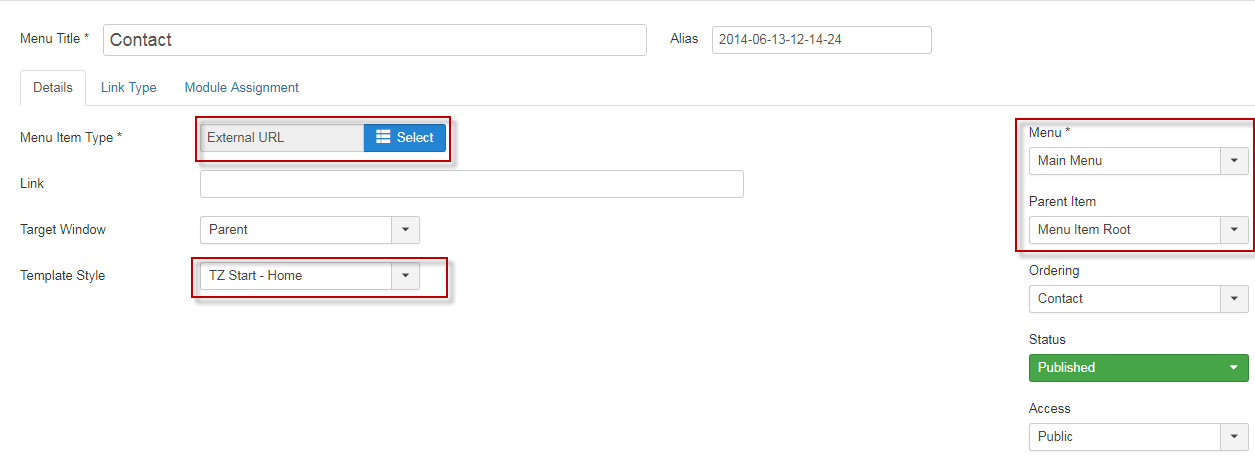 Menu Title * Contact Alias 2014-06-13-12-14-24
Details Link Type Module Assignment
Menu Item Type * External URL Select
Link
Target Window Parent
Template Style TZ Start - Home
Menu *
Main Menu
Parent Item
Menu Item Root
Ordering
Contact
Status
Published
Access
Public